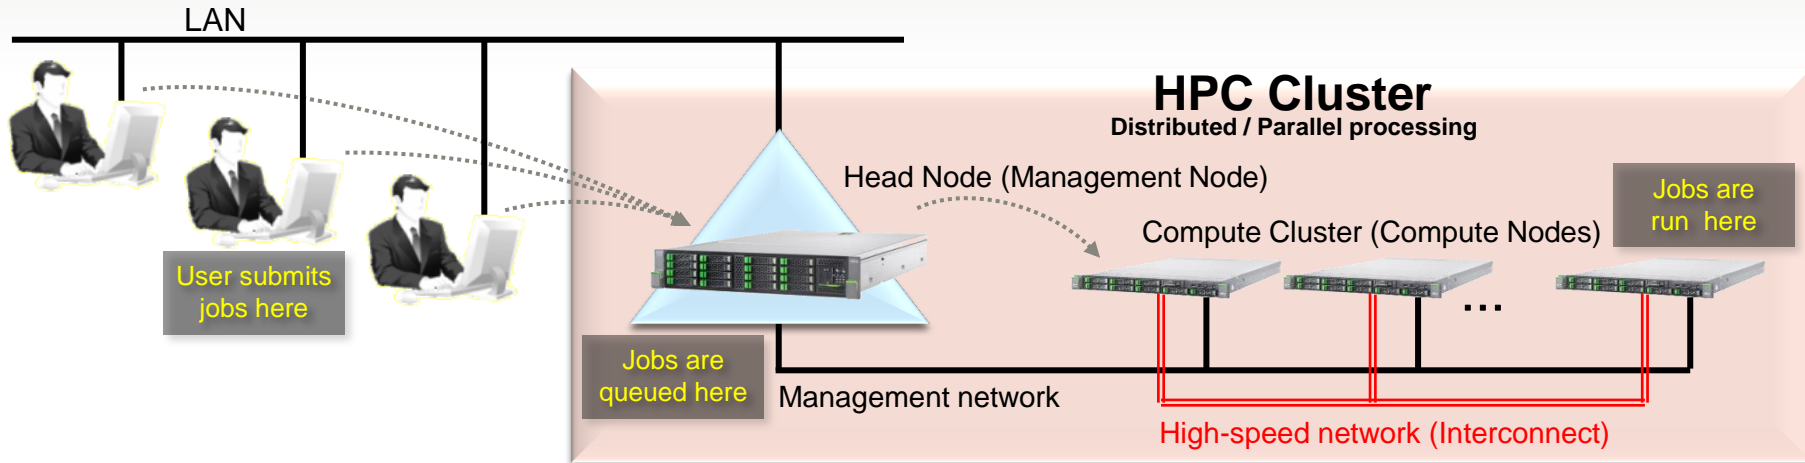 LAN
HPC Cluster
Distributed / Parallel processing
Head Node (Management Node)
Jobs are
run here
Compute Cluster (Compute Nodes)
User submits
jobs here
...
Jobs are
queued here
Management network
High-speed network (Interconnect)